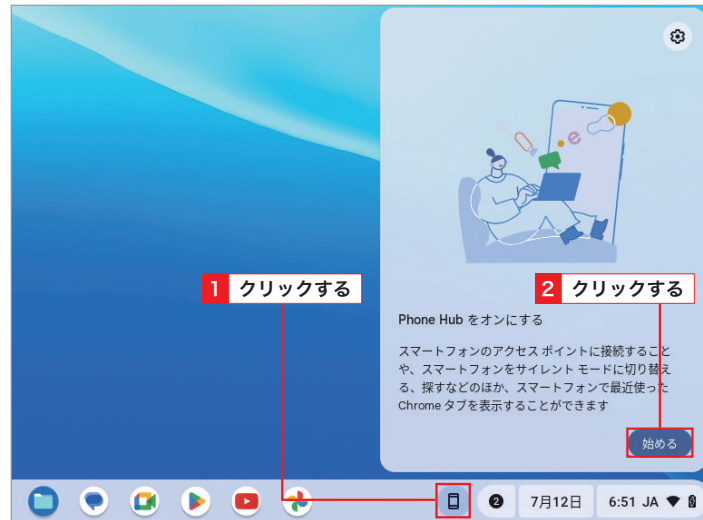 1 クリックする
2 クリックする
Phone Hub をオンにする
スマートフォンのアクセス ポイントに接続すること
や、スマートフォンをサイレント モードに切り替え
る、探すなどのほか、スマートフォンで最近使った
Chrome タブを表示することができます
始める
2 7月12日 6:51 JA